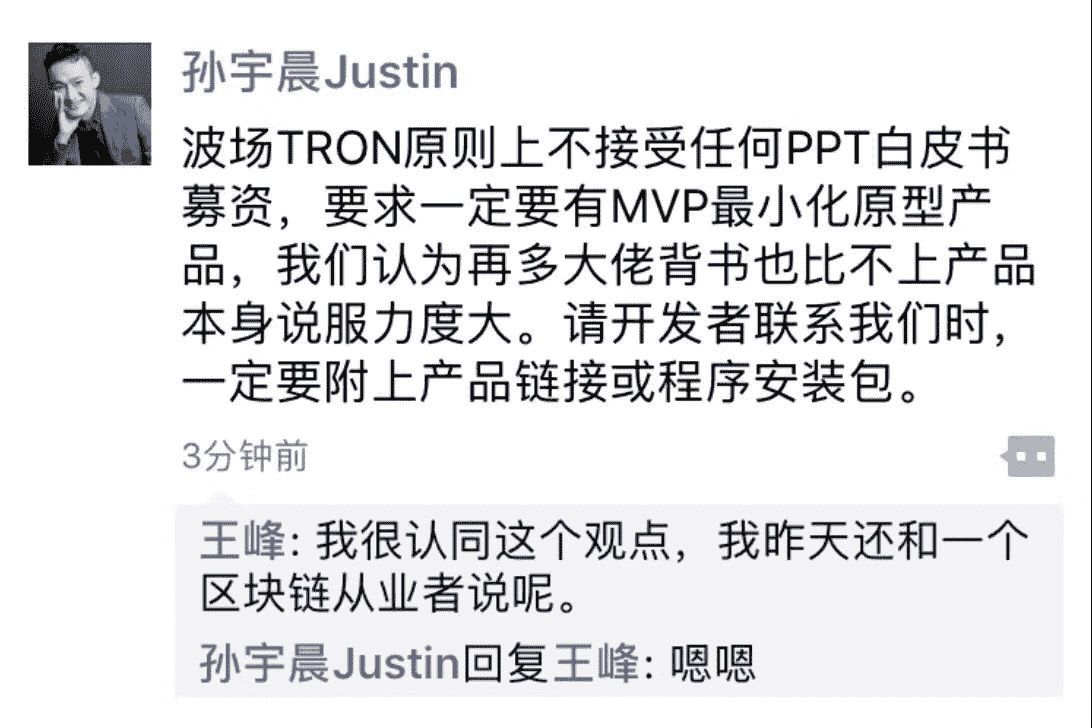 孙宇晨Justin
波场TRON原则上不接受任何PPT白皮书
募资，要求一定要有MVP最小化原型产
品，我们认为再多大佬背书也比不上产品
本身说服力度大。请开发者联系我们时，
一定要附上产品链接或程序安装包。
3分钟前
王峰: 我很认同这个观点，我昨天还和一个
区块链从业者说呢。
孙宇晨Justin回复王峰: 嗯嗯